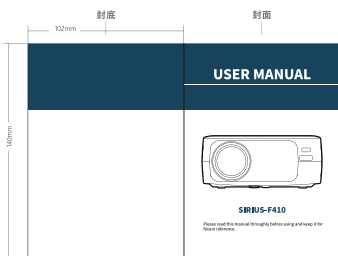 封底 封面
102mm
140mm
USER MANUAL
SIRIUS-F410
Please read this manual throughly before using and keep it for
future reference.